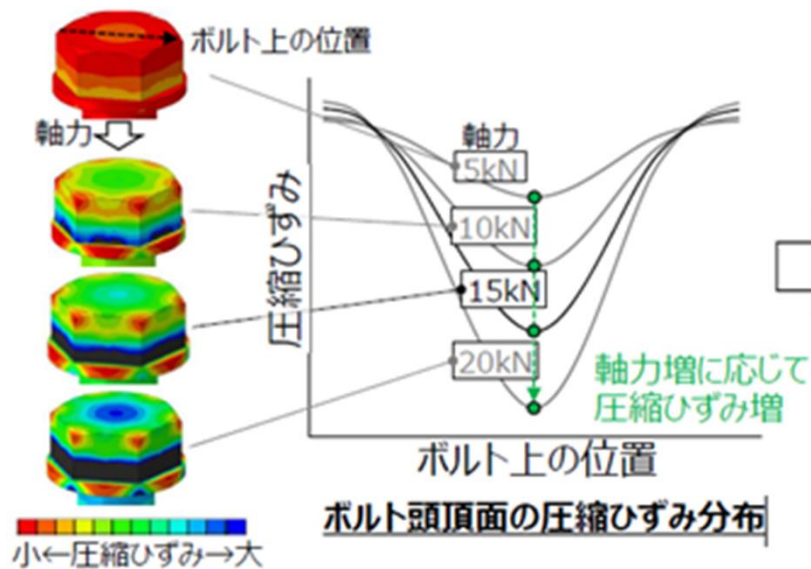 ボルト上の位置
軸力
軸力
5kN
10kN
15kN
20kN
圧縮ひずみ
軸力増に応じて
圧縮ひずみ増
ボルト上の位置
ボルト頭頂面の圧縮ひずみ分布
小←圧縮ひずみ→大